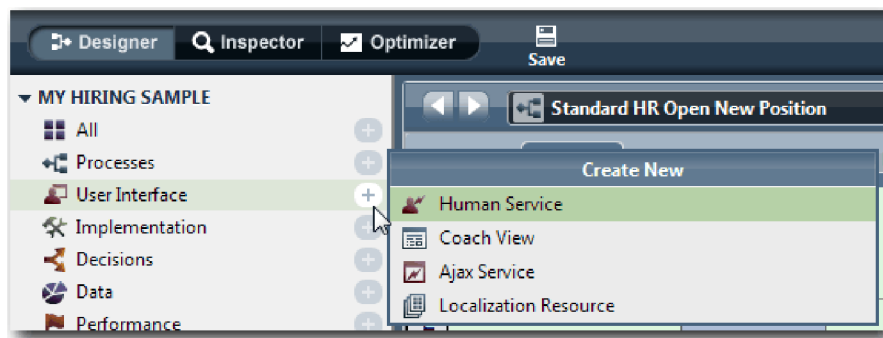 Designer Inspector Optimizer
Save
MY HIRING SAMPLE
Standard HR Open New Position
All
Processes
Create New
User Interface
Human Service
Implementation
Coach View
Decisions
Ajax Service
Data
Localization Resource
Performance